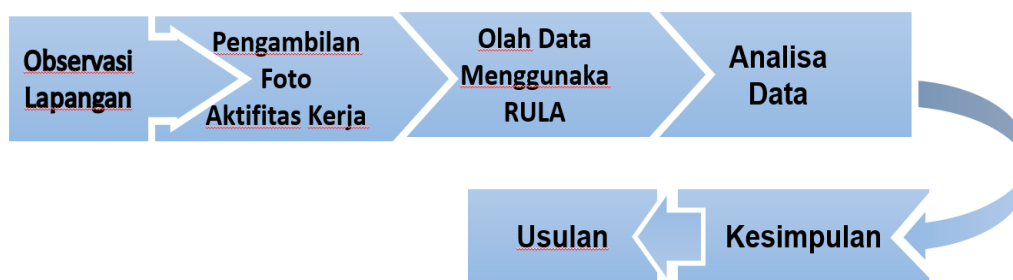 Observasi
Lapangan
Pengambilan
Foto
Aktifitas Kerja
Olah Data
Menggunaka
RULA
Analisa
Data
Kesimpulan
Usulan